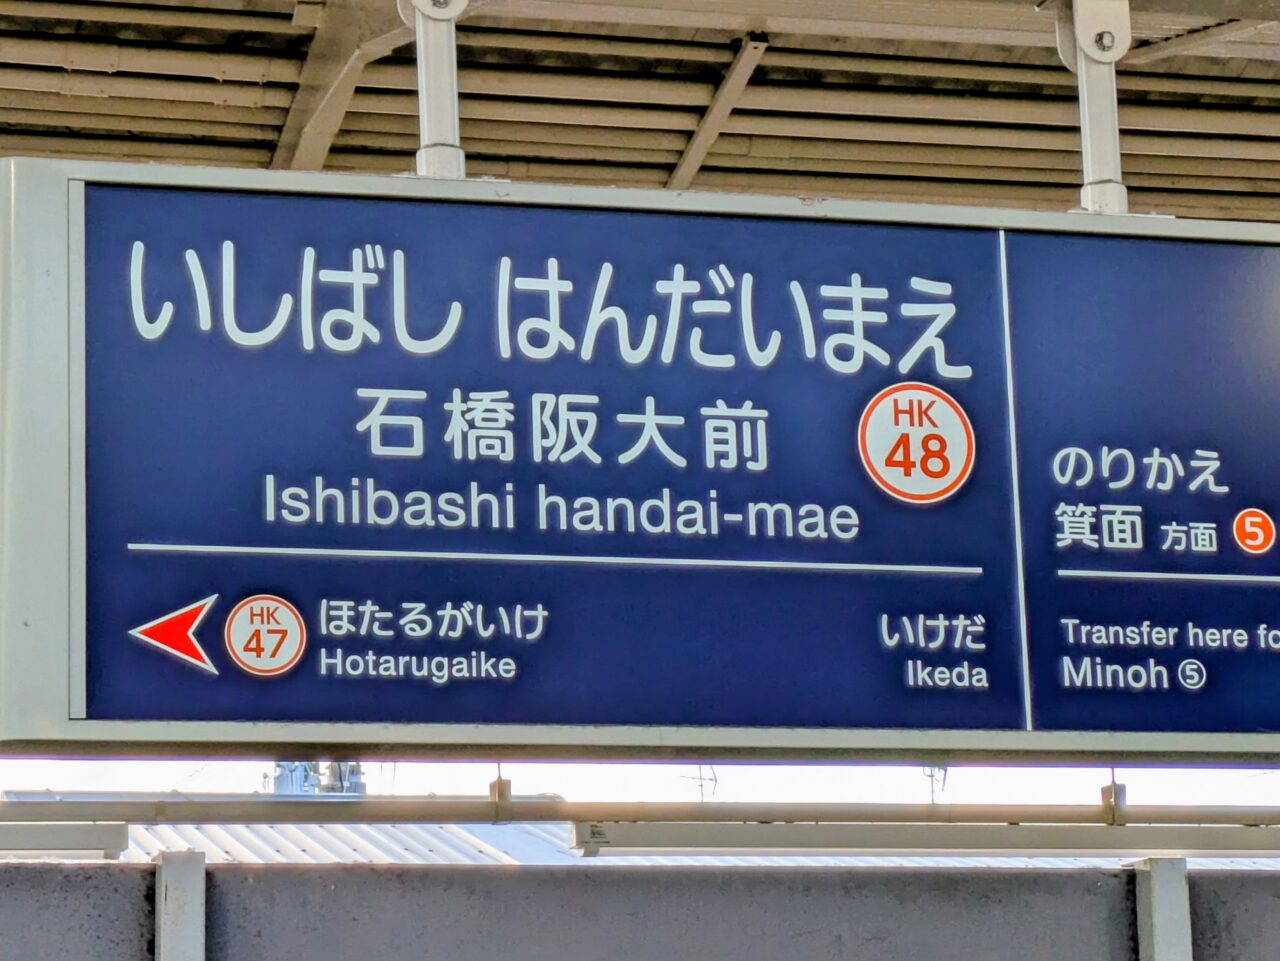 いしばし はんだいまえ
石橋阪大前
HK 48
Ishibashi handai-mae
HK 47
ほたるがいけ
Hotarugaike
いけだ
Ikeda
のりかえ
箕面 方面 5
Transfer here
Minoh ⑤